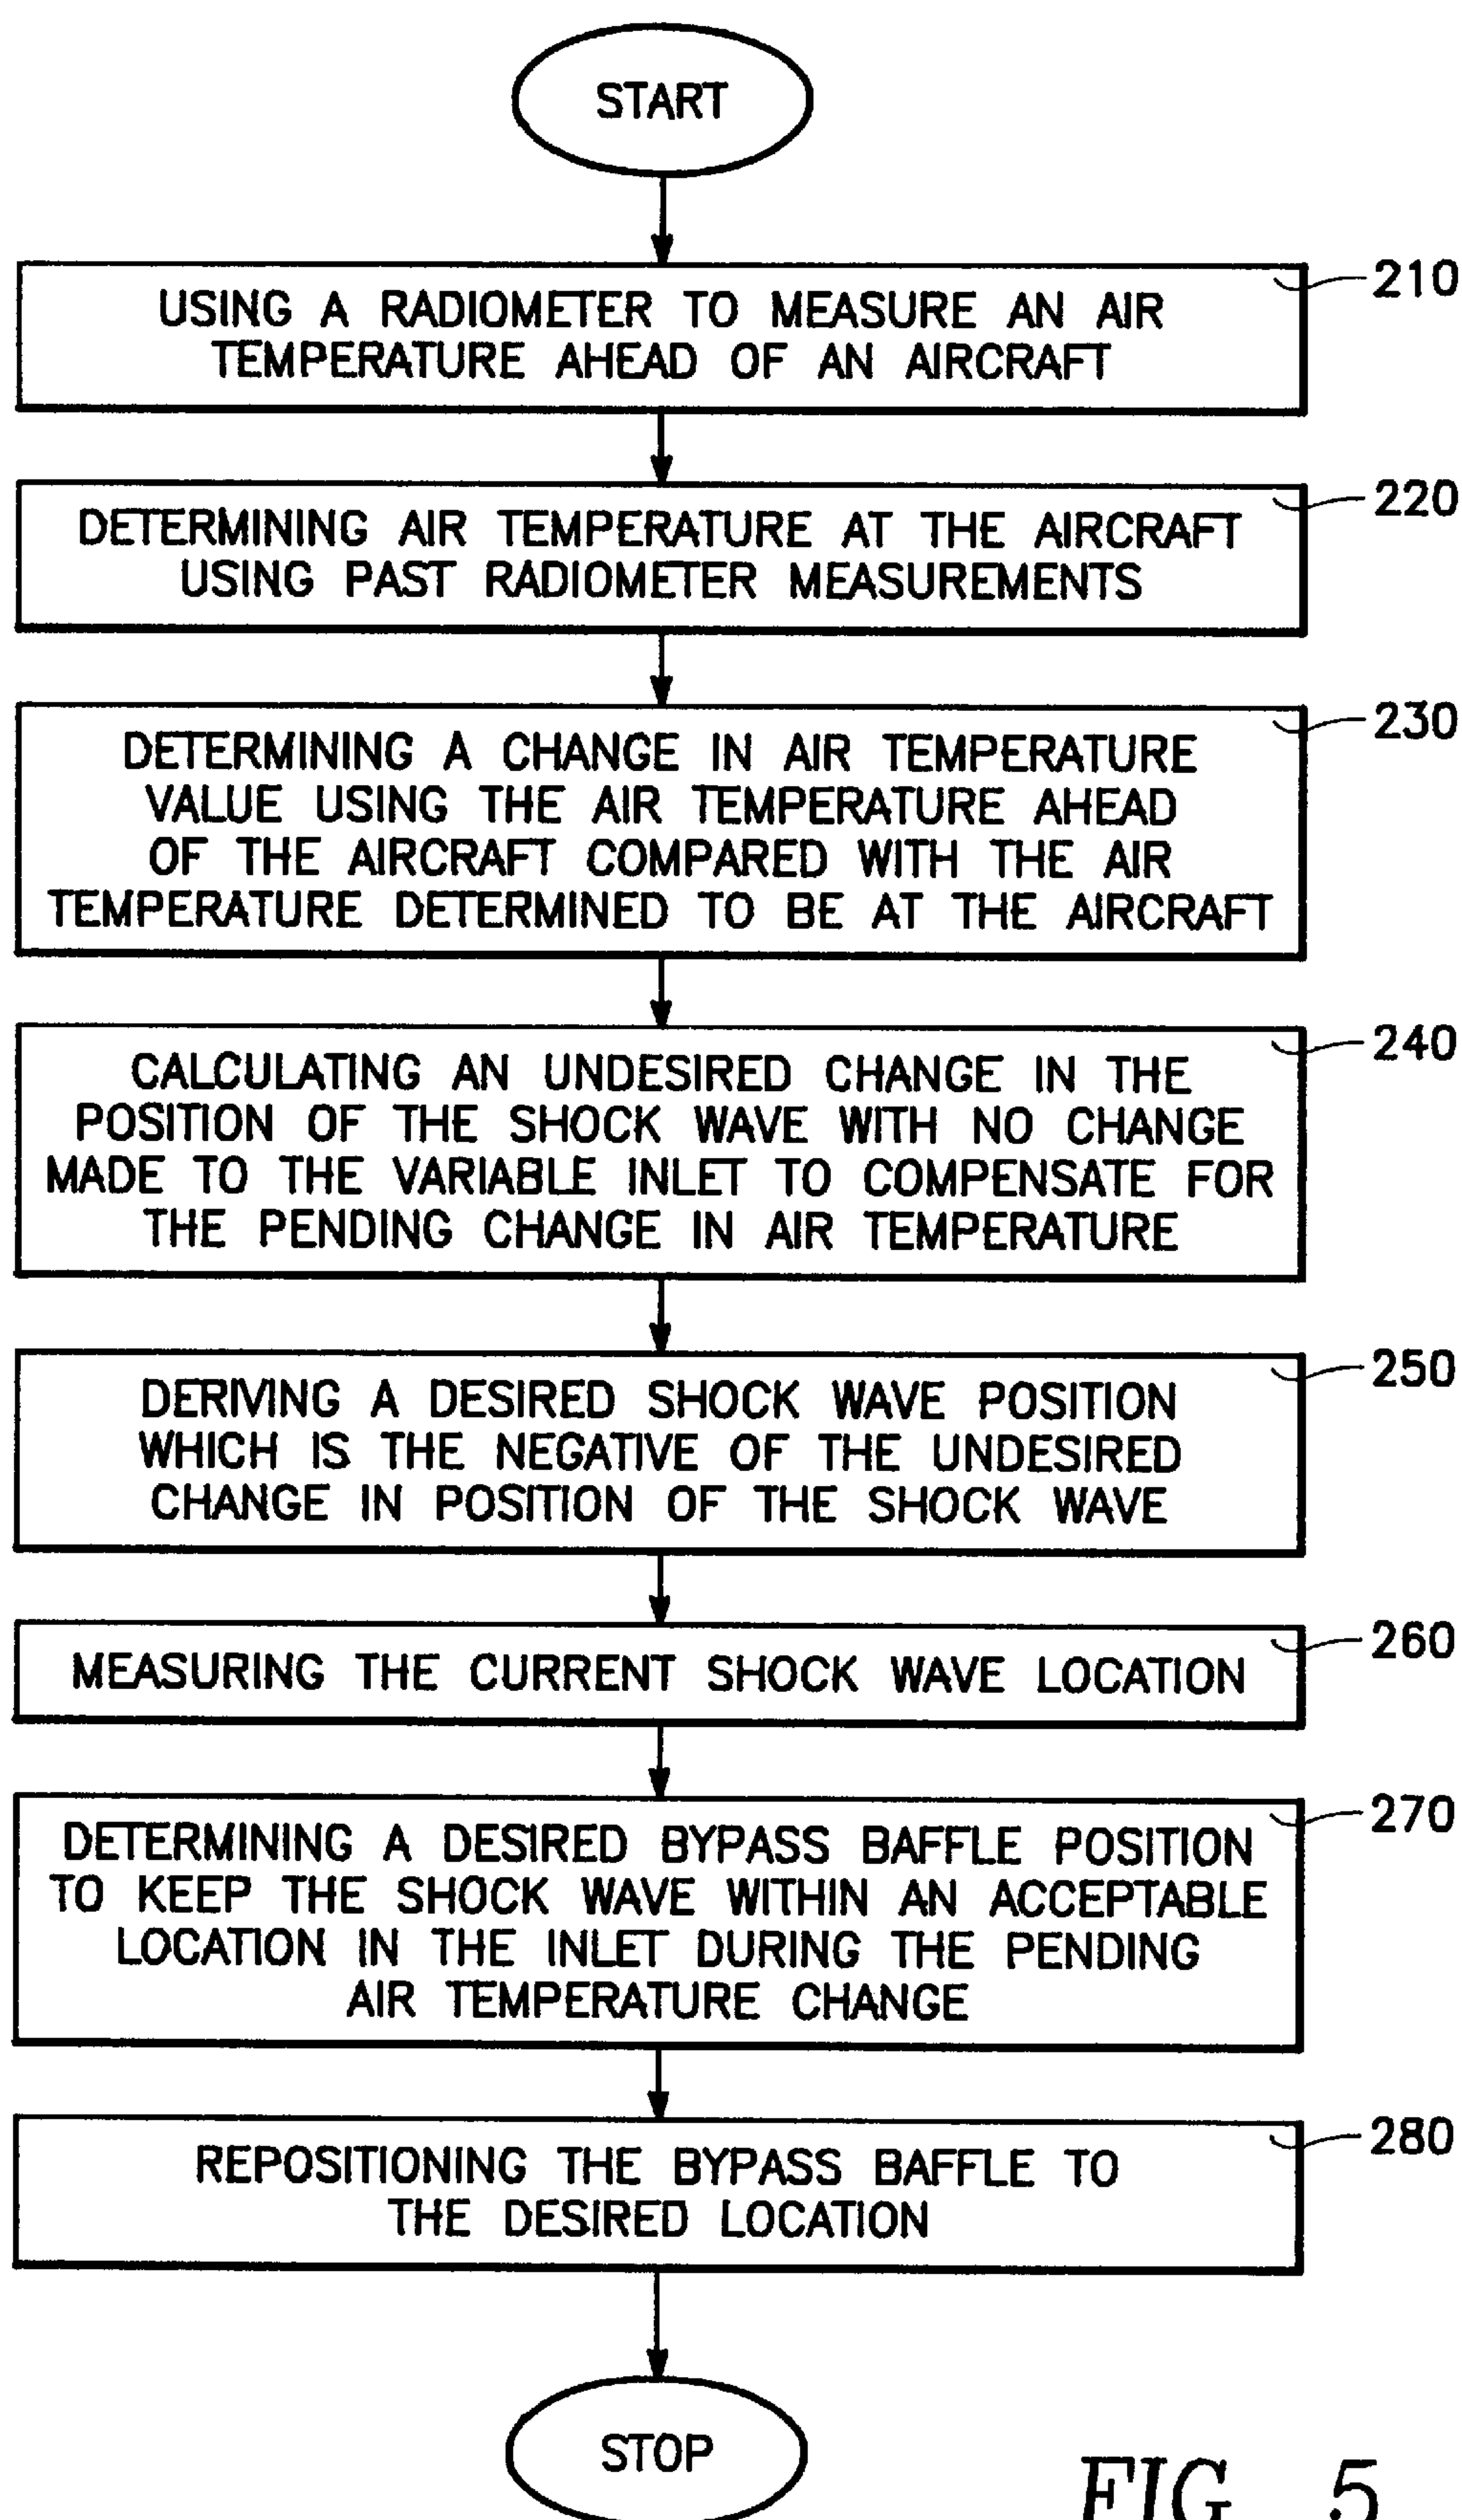 START
210
USING A RADIOMETER TO MEASURE AN AIR
TEMPERATURE AHEAD OF AN AIRCRAFT
220
DETERMINING AIR TEMPERATURE AT THE AIRCRAFT
USING PAST RADIOMETER MEASUREMENTS
230
DETERMINING A CHANGE IN AIR TEMPERATURE
VALUE USING THE AIR TEMPERATURE AHEAD
OF THE AIRCRAFT COMPARED WITH THE AIR
TEMPERATURE DETERMINED TO BE AT THE AIRCRAFT
240
CALCULATING AN UNDESIRED CHANGE IN THE
POSITION OF THE SHOCK WAVE WITH NO CHANGE
MADE TO THE VARIABLE INLET TO COMPENSATE FOR
THE PENDING CHANGE IN AIR TEMPERATURE
250
DERIVING A DESIRED SHOCK WAVE POSITION
WHICH IS THE NEGATIVE OF THE UNDESIRED
CHANGE IN POSITION OF THE SHOCK WAVE
260
MEASURING THE CURRENT SHOCK WAVE LOCATION
270
DETERMINING A DESIRED BYPASS BAFFLE POSITION
TO KEEP THE SHOCK WAVE WITHIN AN ACCEPTABLE
LOCATION IN THE INLET DURING THE PENDING
AIR TEMPERATURE CHANGE
280
REPOSITIONING THE BYPASS BAFFLE TO
THE DESIRED LOCATION
STOP
FIG. 5